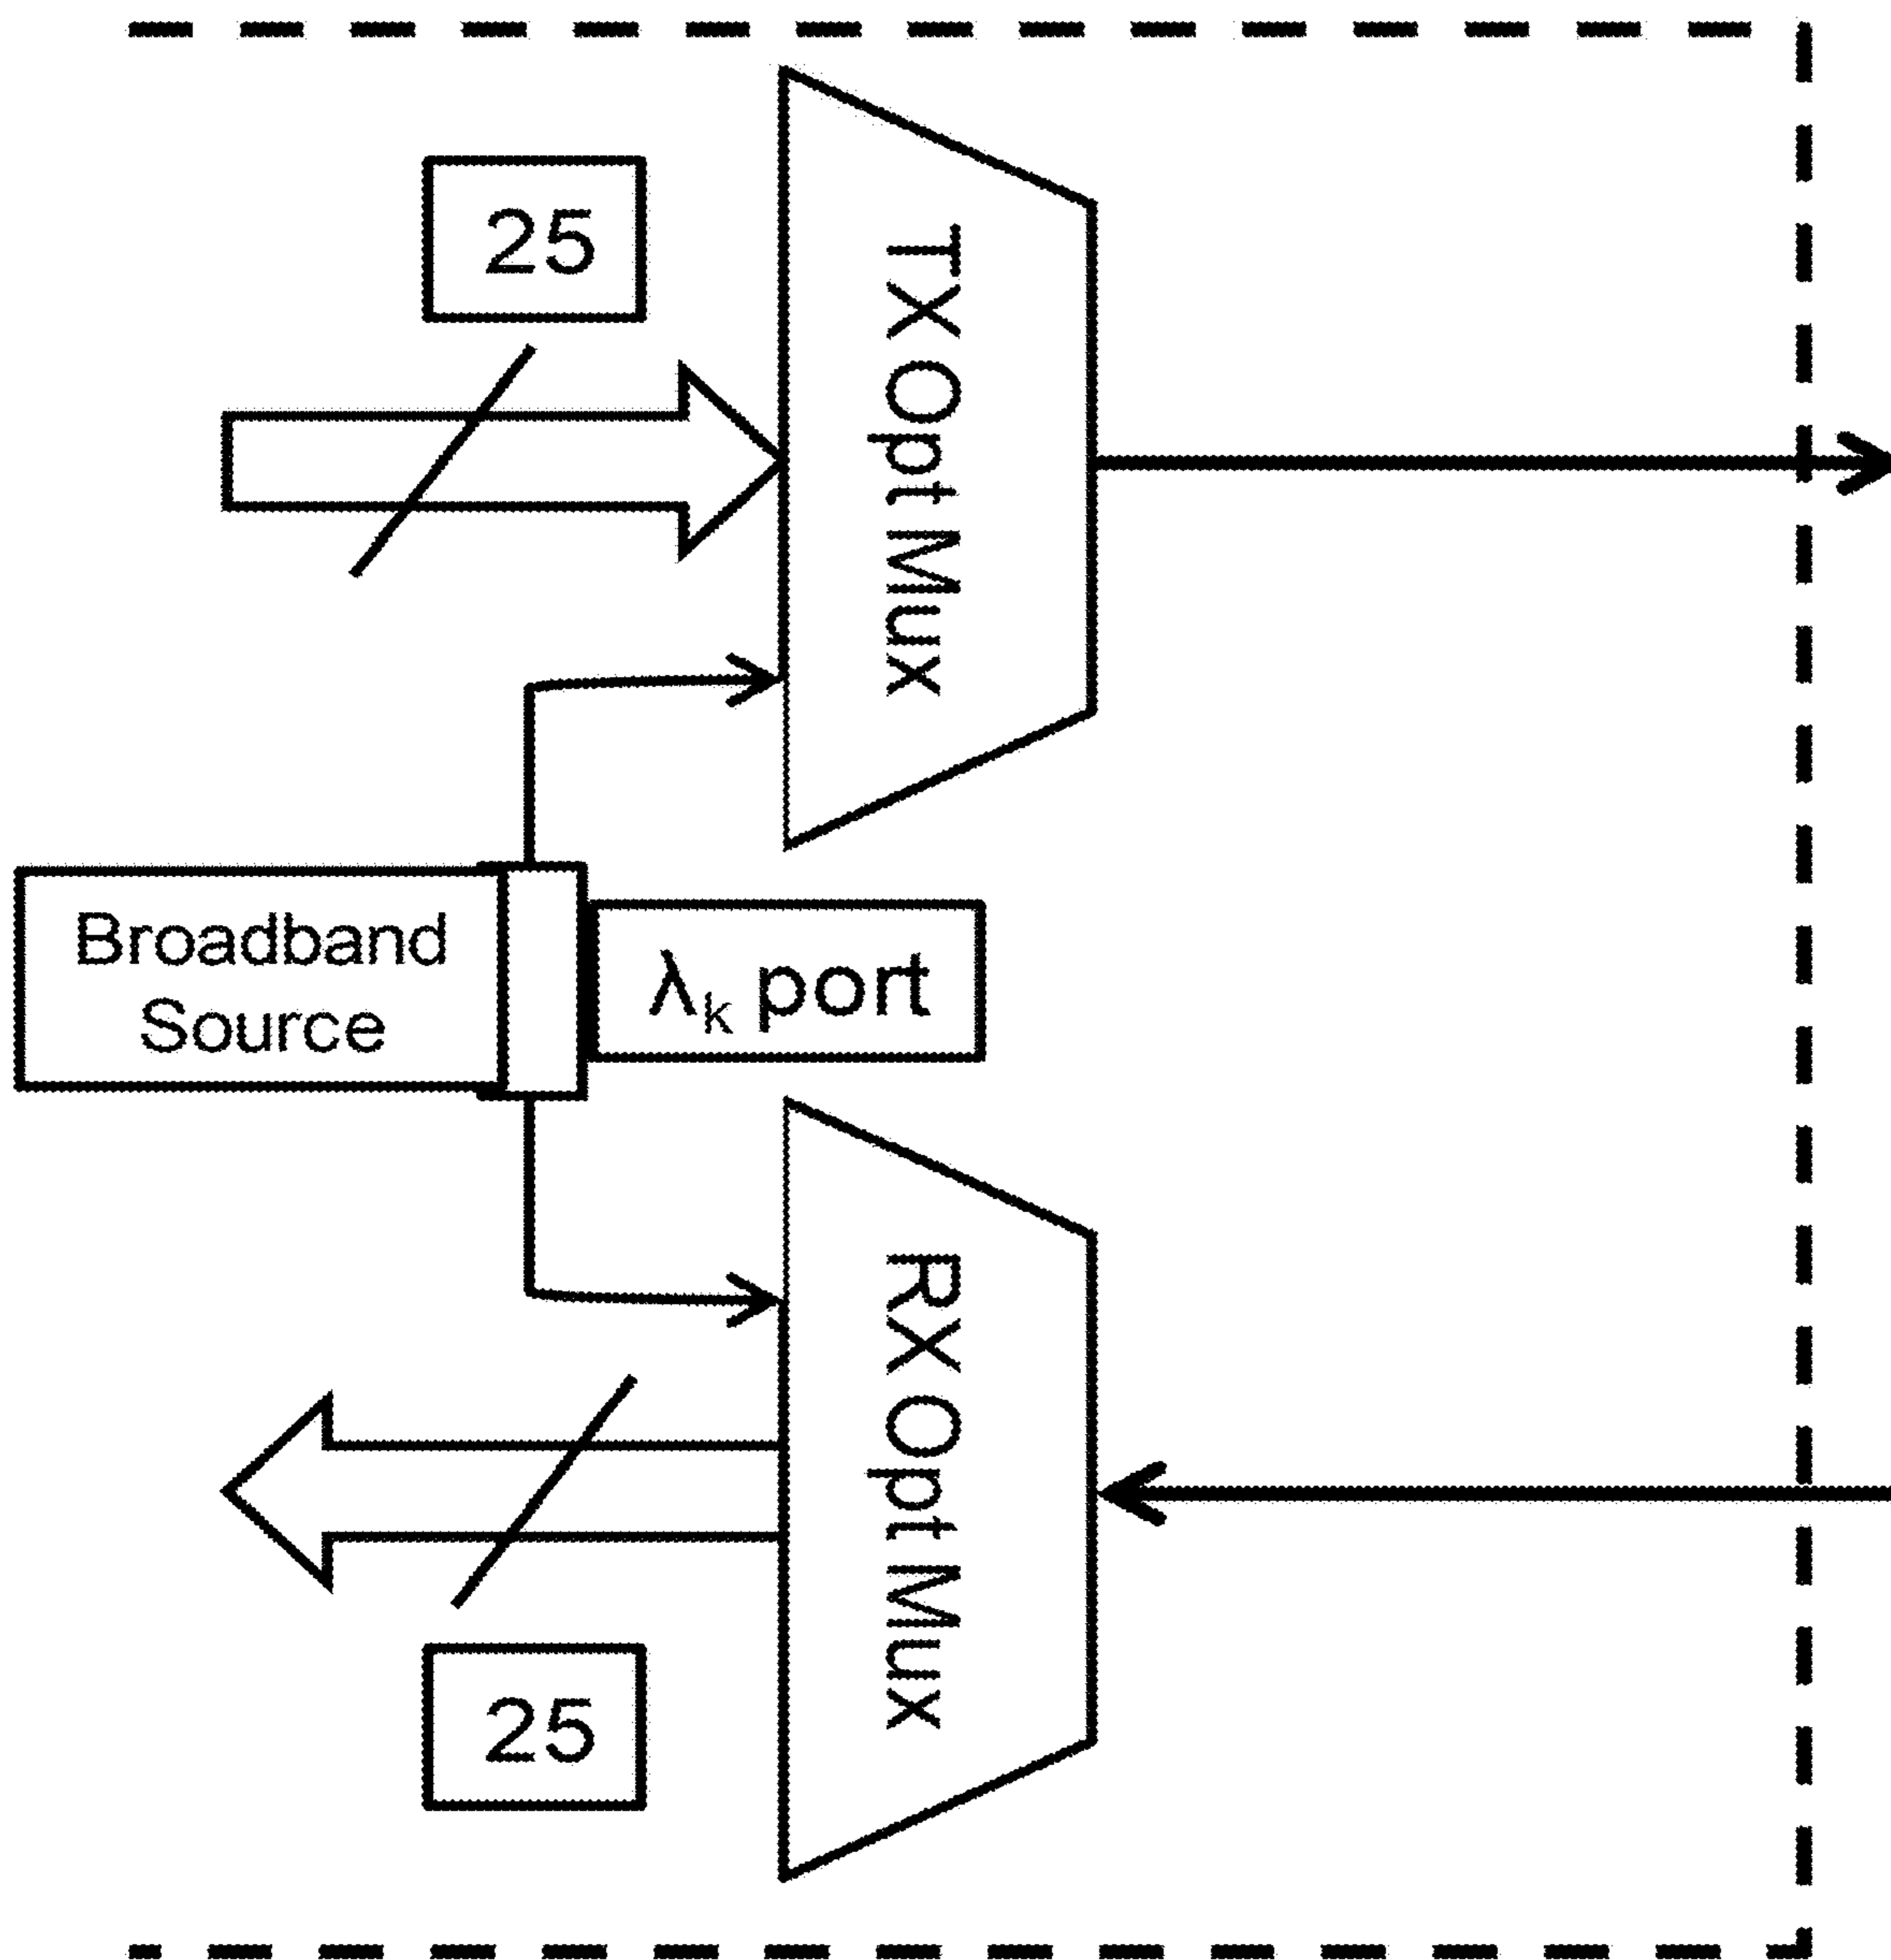 25
TX Opt Mux
Broadband
Source
λₖ port
RX Opt Mux
25